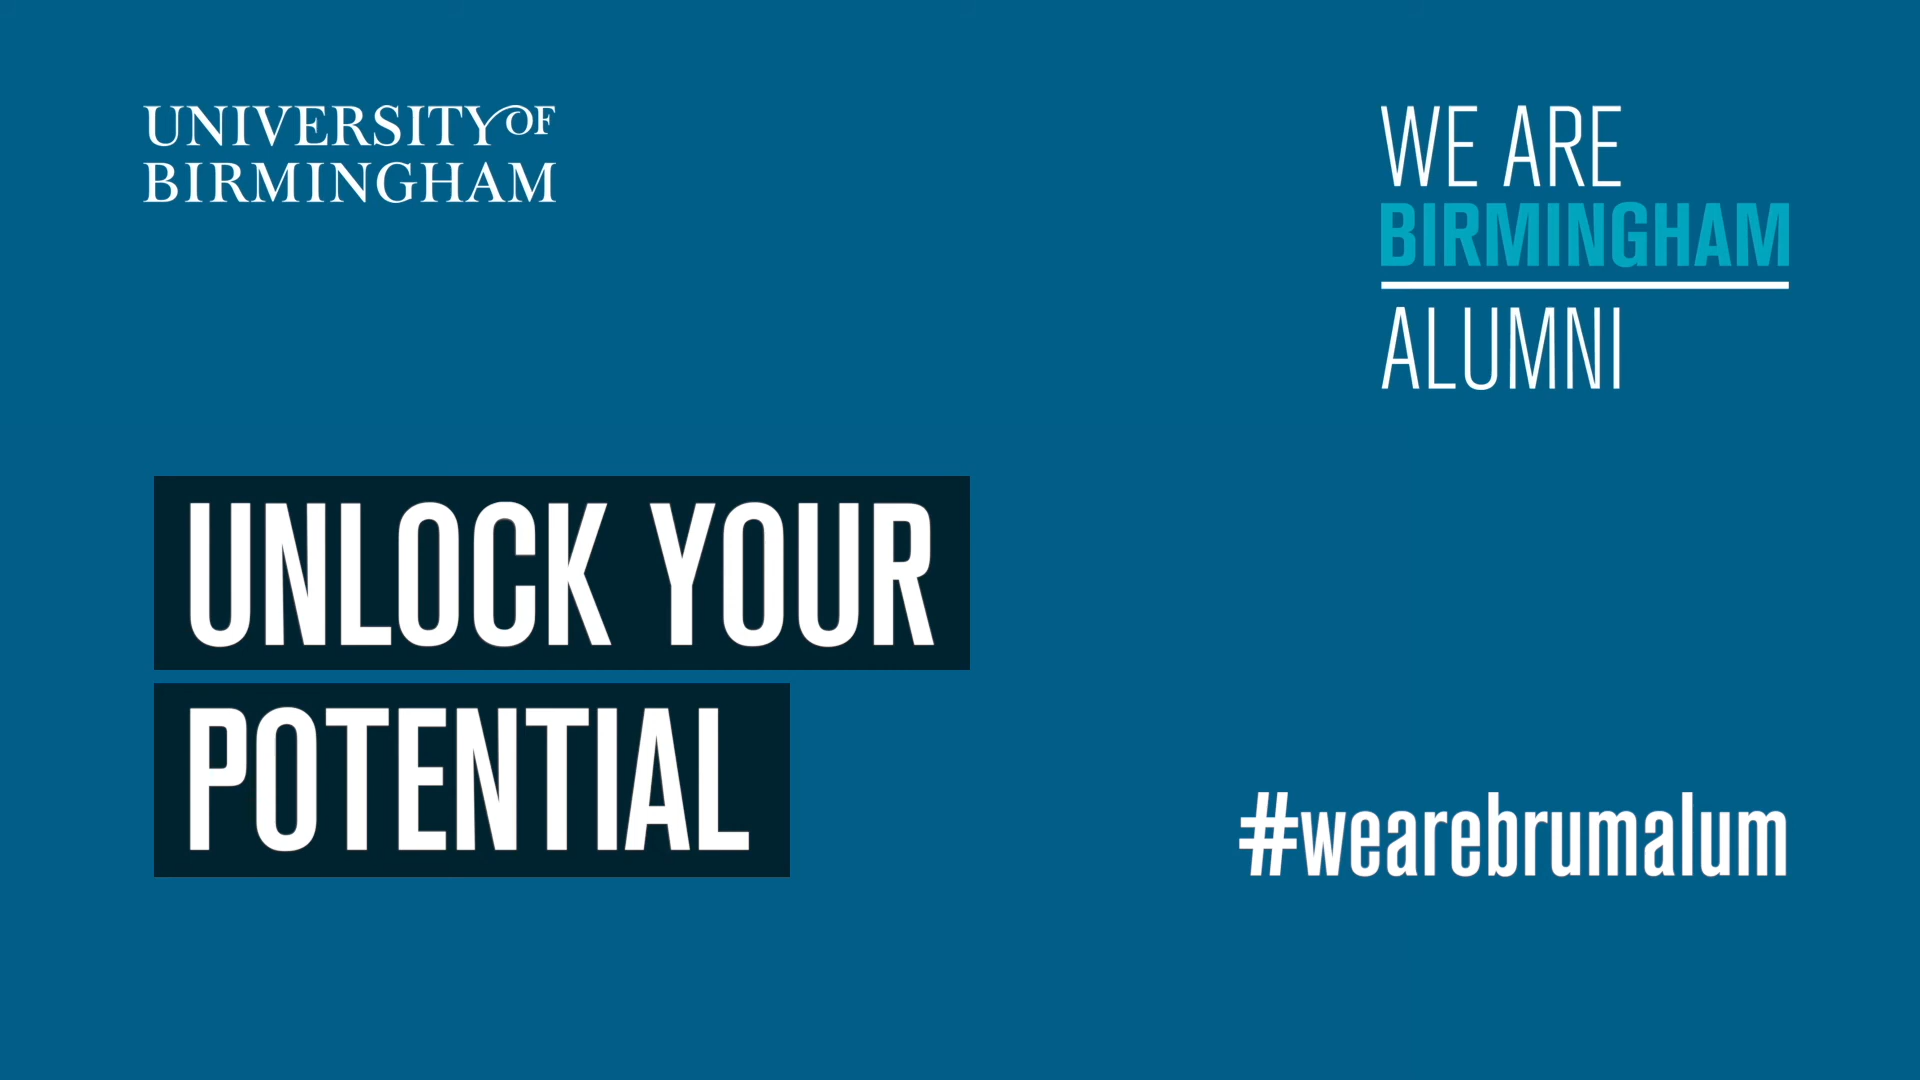 UNIVERSITY OF
BIRMINGHAM
WE ARE
BIRMINGHAM
ALUMNI
UNLOCK YOUR
POTENTIAL
#wearebrumalum